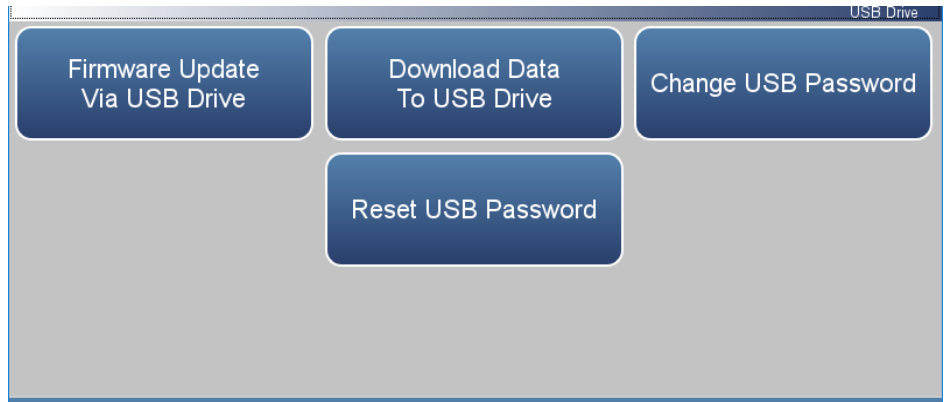 USB Drive
Firmware Update
Via USB Drive
Download Data
To USB Drive
Change USB Password
Reset USB Password